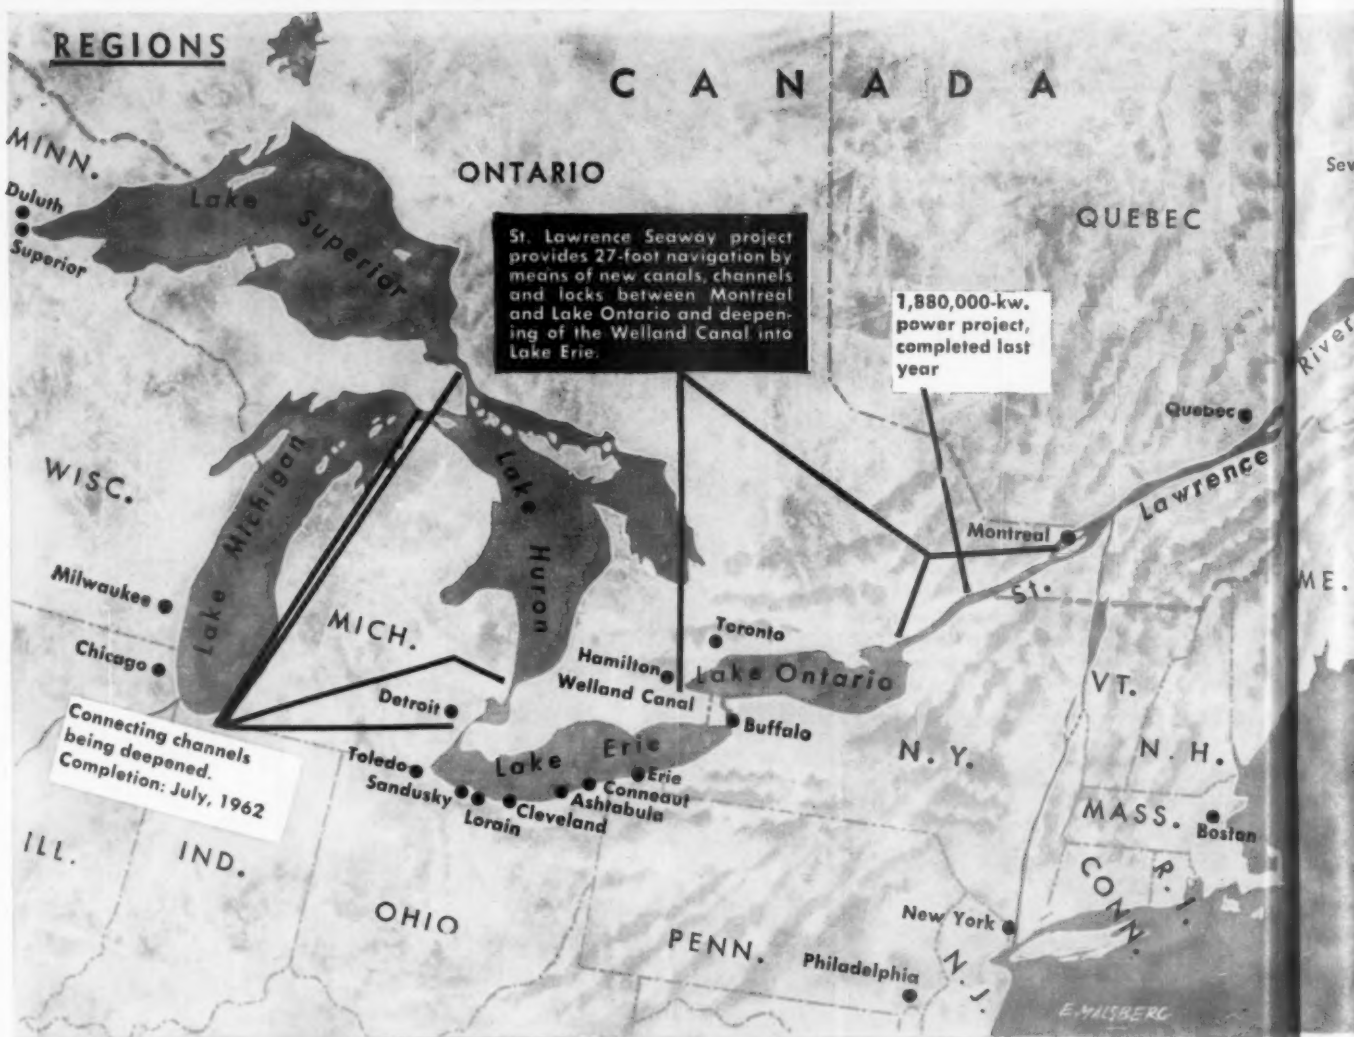 REGIONS
CANADA
MINN.
ONTARIO
Sev
Duluth
Lake Superior
QUEBEC
Superior
St. Lawrence Seaway project
provides 27-foot navigation by
means of new canals, channels
and locks between Montreal
and Lake Ontario and deepen-
ing of the Welland Canal into
Lake Erie.
1,880,000-kw.
power project,
completed last
year
River
Quebec
Lawrence
WISC.
Lake Michigan
Lake Huron
Montreal
St.
ME.
Milwaukee
MICH.
Toronto
Chicago
Hamilton
Lake Ontario
Welland Canal
VT.
Detroit
Buffalo
N. Y.
N. H.
Connecting channels
being deepened.
Completion: July, 1962
Toledo
Lake Erie
Erie
Sandusky
Conneaut
Ashtabula
Cleveland
Lorain
MASS.
Boston
ILL.
IND.
CONN.
R. I.
OHIO
New York
PENN.
Philadelphia
N. J.
E. MILSBERG